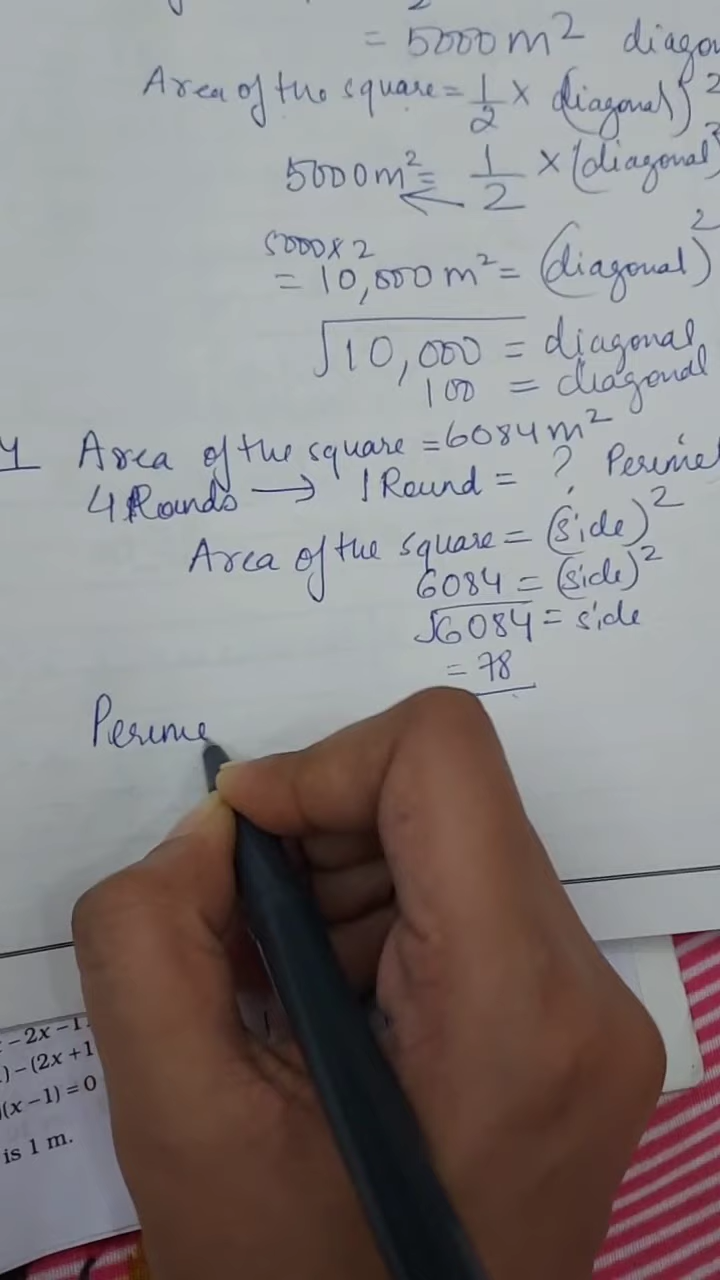 2
= 5000 m² diagon
Area of the square = 1/2 × (diagonal)²
5000 m² = 1/2 × (diagonal)²
5000 × 2
= 10,000 m² = (diagonal)²
√10,000 = diagonal
100 = diagonal
4 Area of the square = 6084 m²
4 Rounds → 1 Round = ? Perime
Area of the square = (side)²
6084 = (side)²
√6084 = side
= 78
Perime
- 2x - 1
) - (2x + 1
(x - 1) = 0
is 1 m.